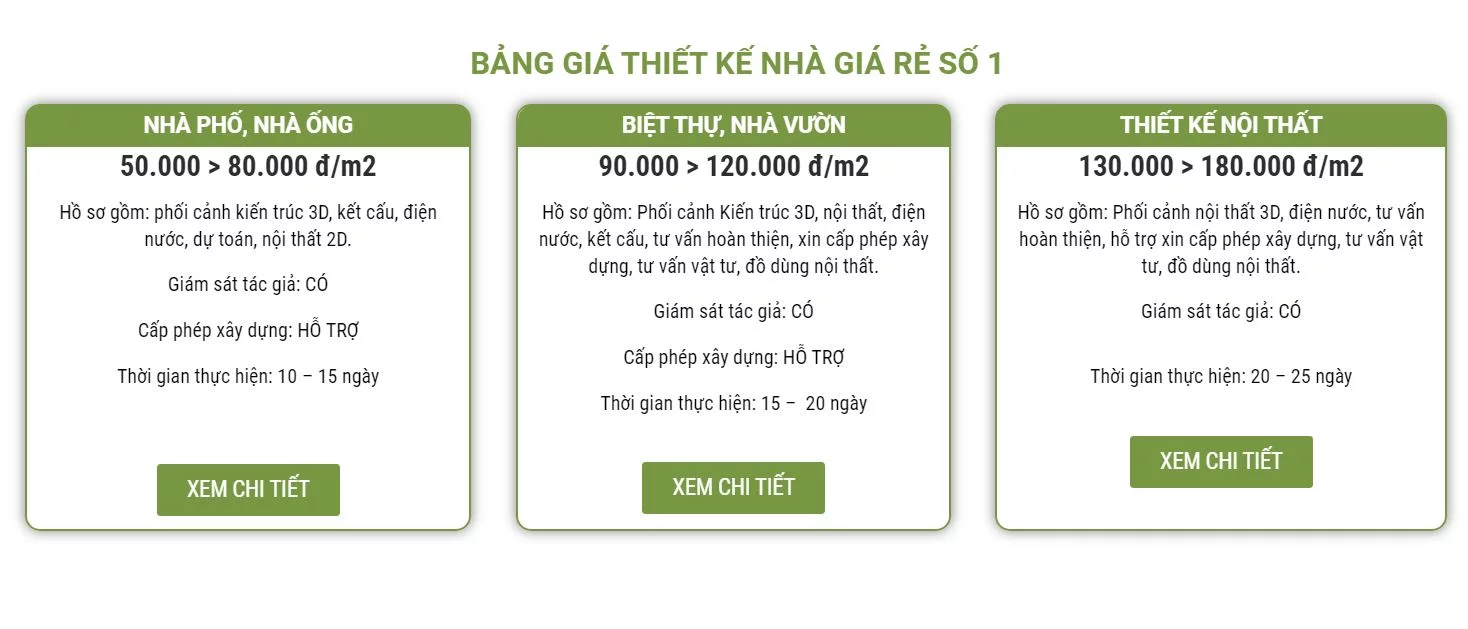 BẢNG GIÁ THIẾT KẾ NHÀ GIÁ RẺ SỐ 1
NHÀ PHỐ, NHÀ ỐNG
50.000 > 80.000 đ/m2
Hồ sơ gồm: phối cảnh kiến trúc 3D, kết cấu, điện
nước, dự toán, nội thất 2D.
Giám sát tác giả: CÓ
Cấp phép xây dựng: HỖ TRỢ
Thời gian thực hiện: 10 – 15 ngày
XEM CHI TIẾT
BIỆT THỰ, NHÀ VƯỜN
90.000 > 120.000 đ/m2
Hồ sơ gồm: Phối cảnh Kiến trúc 3D, nội thất, điện
nước, kết cấu, tư vấn hoàn thiện, xin cấp phép xây
dựng, tư vấn vật tư, đồ dùng nội thất.
Giám sát tác giả: CÓ
Cấp phép xây dựng: HỖ TRỢ
Thời gian thực hiện: 15 –  20 ngày
XEM CHI TIẾT
THIẾT KẾ NỘI THẤT
130.000 > 180.000 đ/m2
Hồ sơ gồm: Phối cảnh nội thất 3D, điện nước, tư vấn
hoàn thiện, hỗ trợ xin cấp phép xây dựng, tư vấn vật
tư, đồ dùng nội thất.
Giám sát tác giả: CÓ
Thời gian thực hiện: 20 – 25 ngày
XEM CHI TIẾT